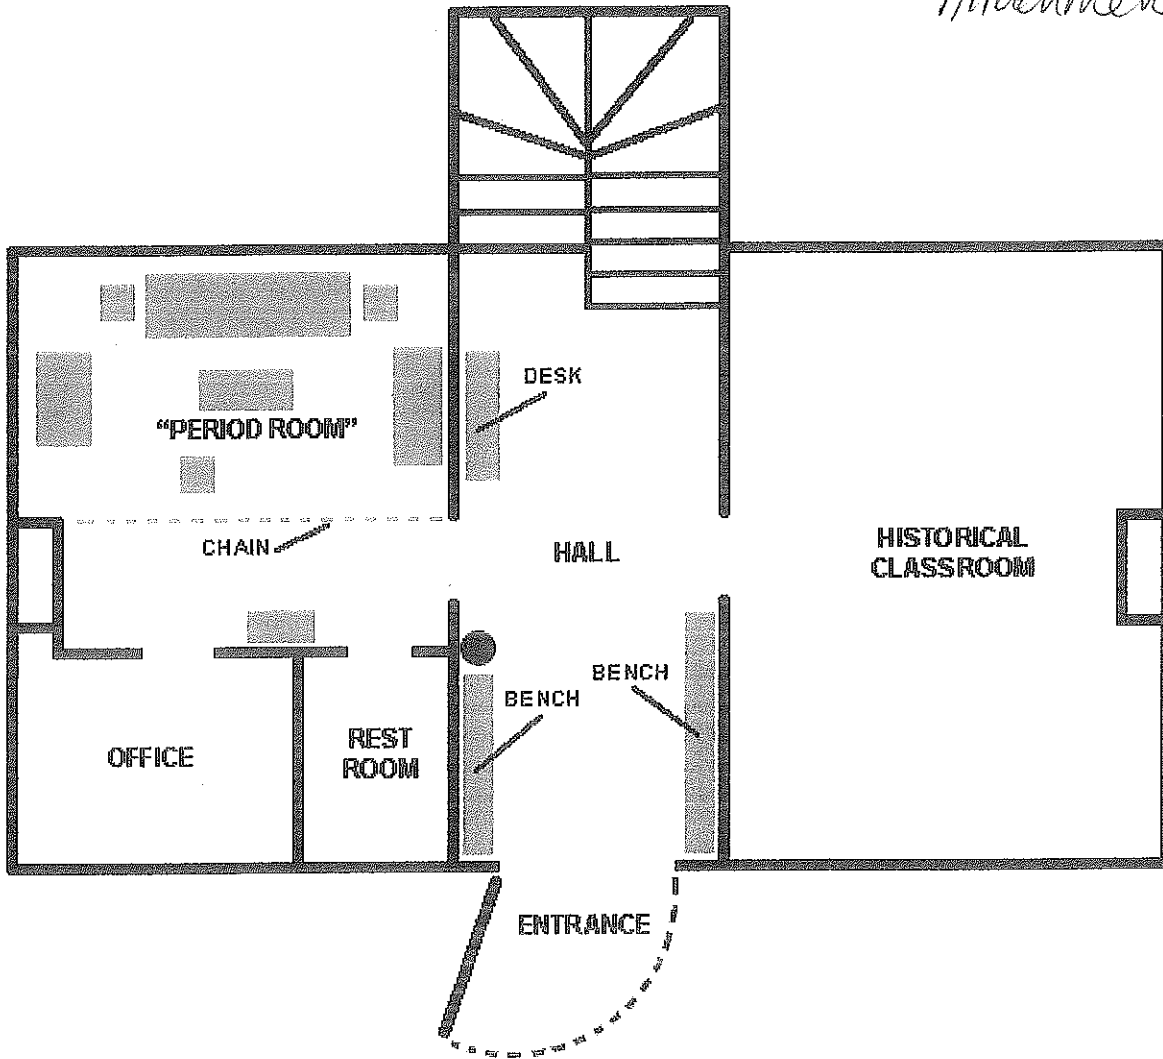 DESK
“PERIOD ROOM”
CHAIN
HALL
HISTORICAL
CLASSROOM
BENCH
BENCH
OFFICE
REST
ROOM
ENTRANCE